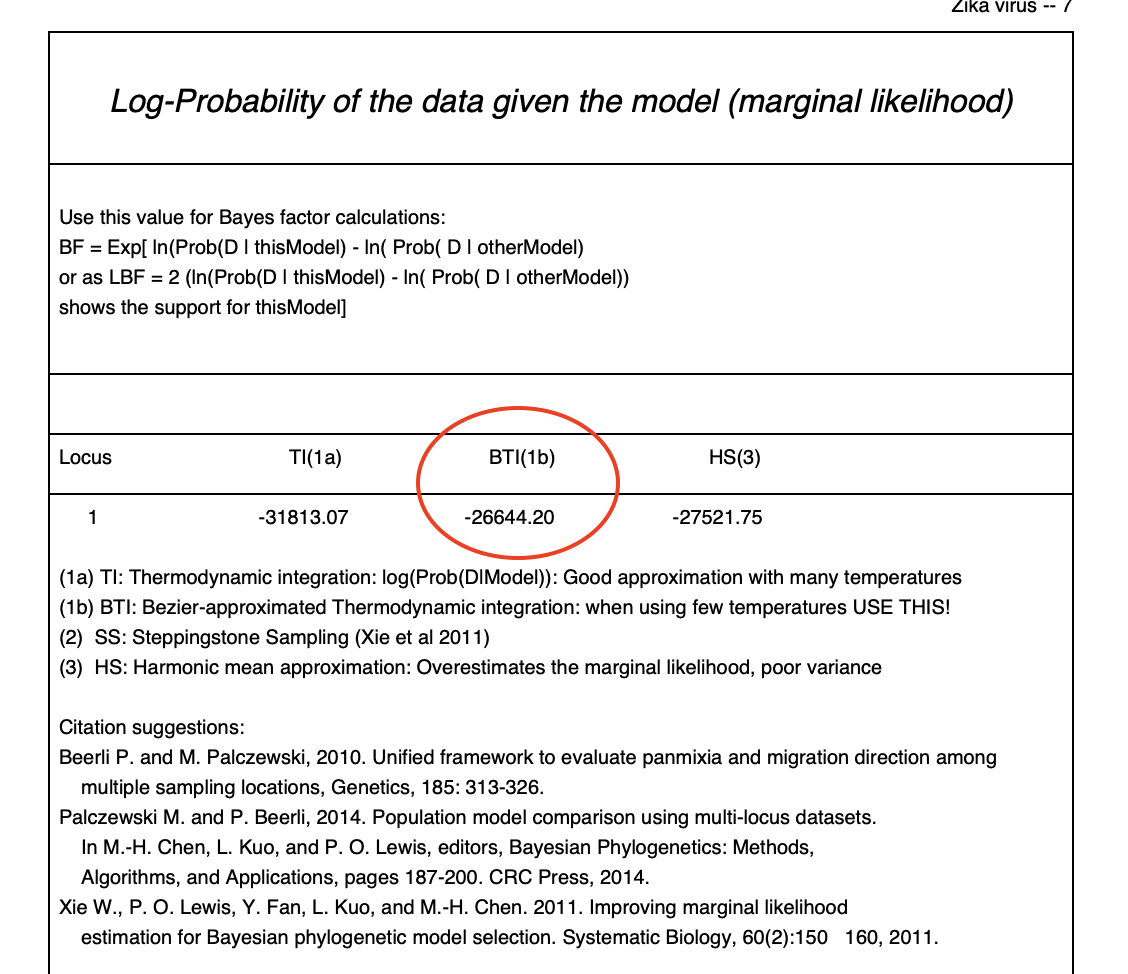 Zika virus -- 7
Log-Probability of the data given the model (marginal likelihood)
Use this value for Bayes factor calculations:
BF = Exp[ ln(Prob(D | thisModel) - ln( Prob( D | otherModel)
or as LBF = 2 (ln(Prob(D | thisModel) - ln( Prob( D | otherModel))
shows the support for thisModel]
Locus TI(1a) BTI(1b) HS(3)
1 -31813.07 -26644.20 -27521.75
(1a) TI: Thermodynamic integration: log(Prob(D|Model)): Good approximation with many temperatures
(1b) BTI: Bezier-approximated Thermodynamic integration: when using few temperatures USE THIS!
(2) SS: Steppingstone Sampling (Xie et al 2011)
(3) HS: Harmonic mean approximation: Overestimates the marginal likelihood, poor variance
Citation suggestions:
Beerli P. and M. Palczewski, 2010. Unified framework to evaluate panmixia and migration direction among
multiple sampling locations, Genetics, 185: 313-326.
Palczewski M. and P. Beerli, 2014. Population model comparison using multi-locus datasets.
In M.-H. Chen, L. Kuo, and P. O. Lewis, editors, Bayesian Phylogenetics: Methods,
Algorithms, and Applications, pages 187-200. CRC Press, 2014.
Xie W., P. O. Lewis, Y. Fan, L. Kuo, and M.-H. Chen. 2011. Improving marginal likelihood
estimation for Bayesian phylogenetic model selection. Systematic Biology, 60(2):150 160, 2011.